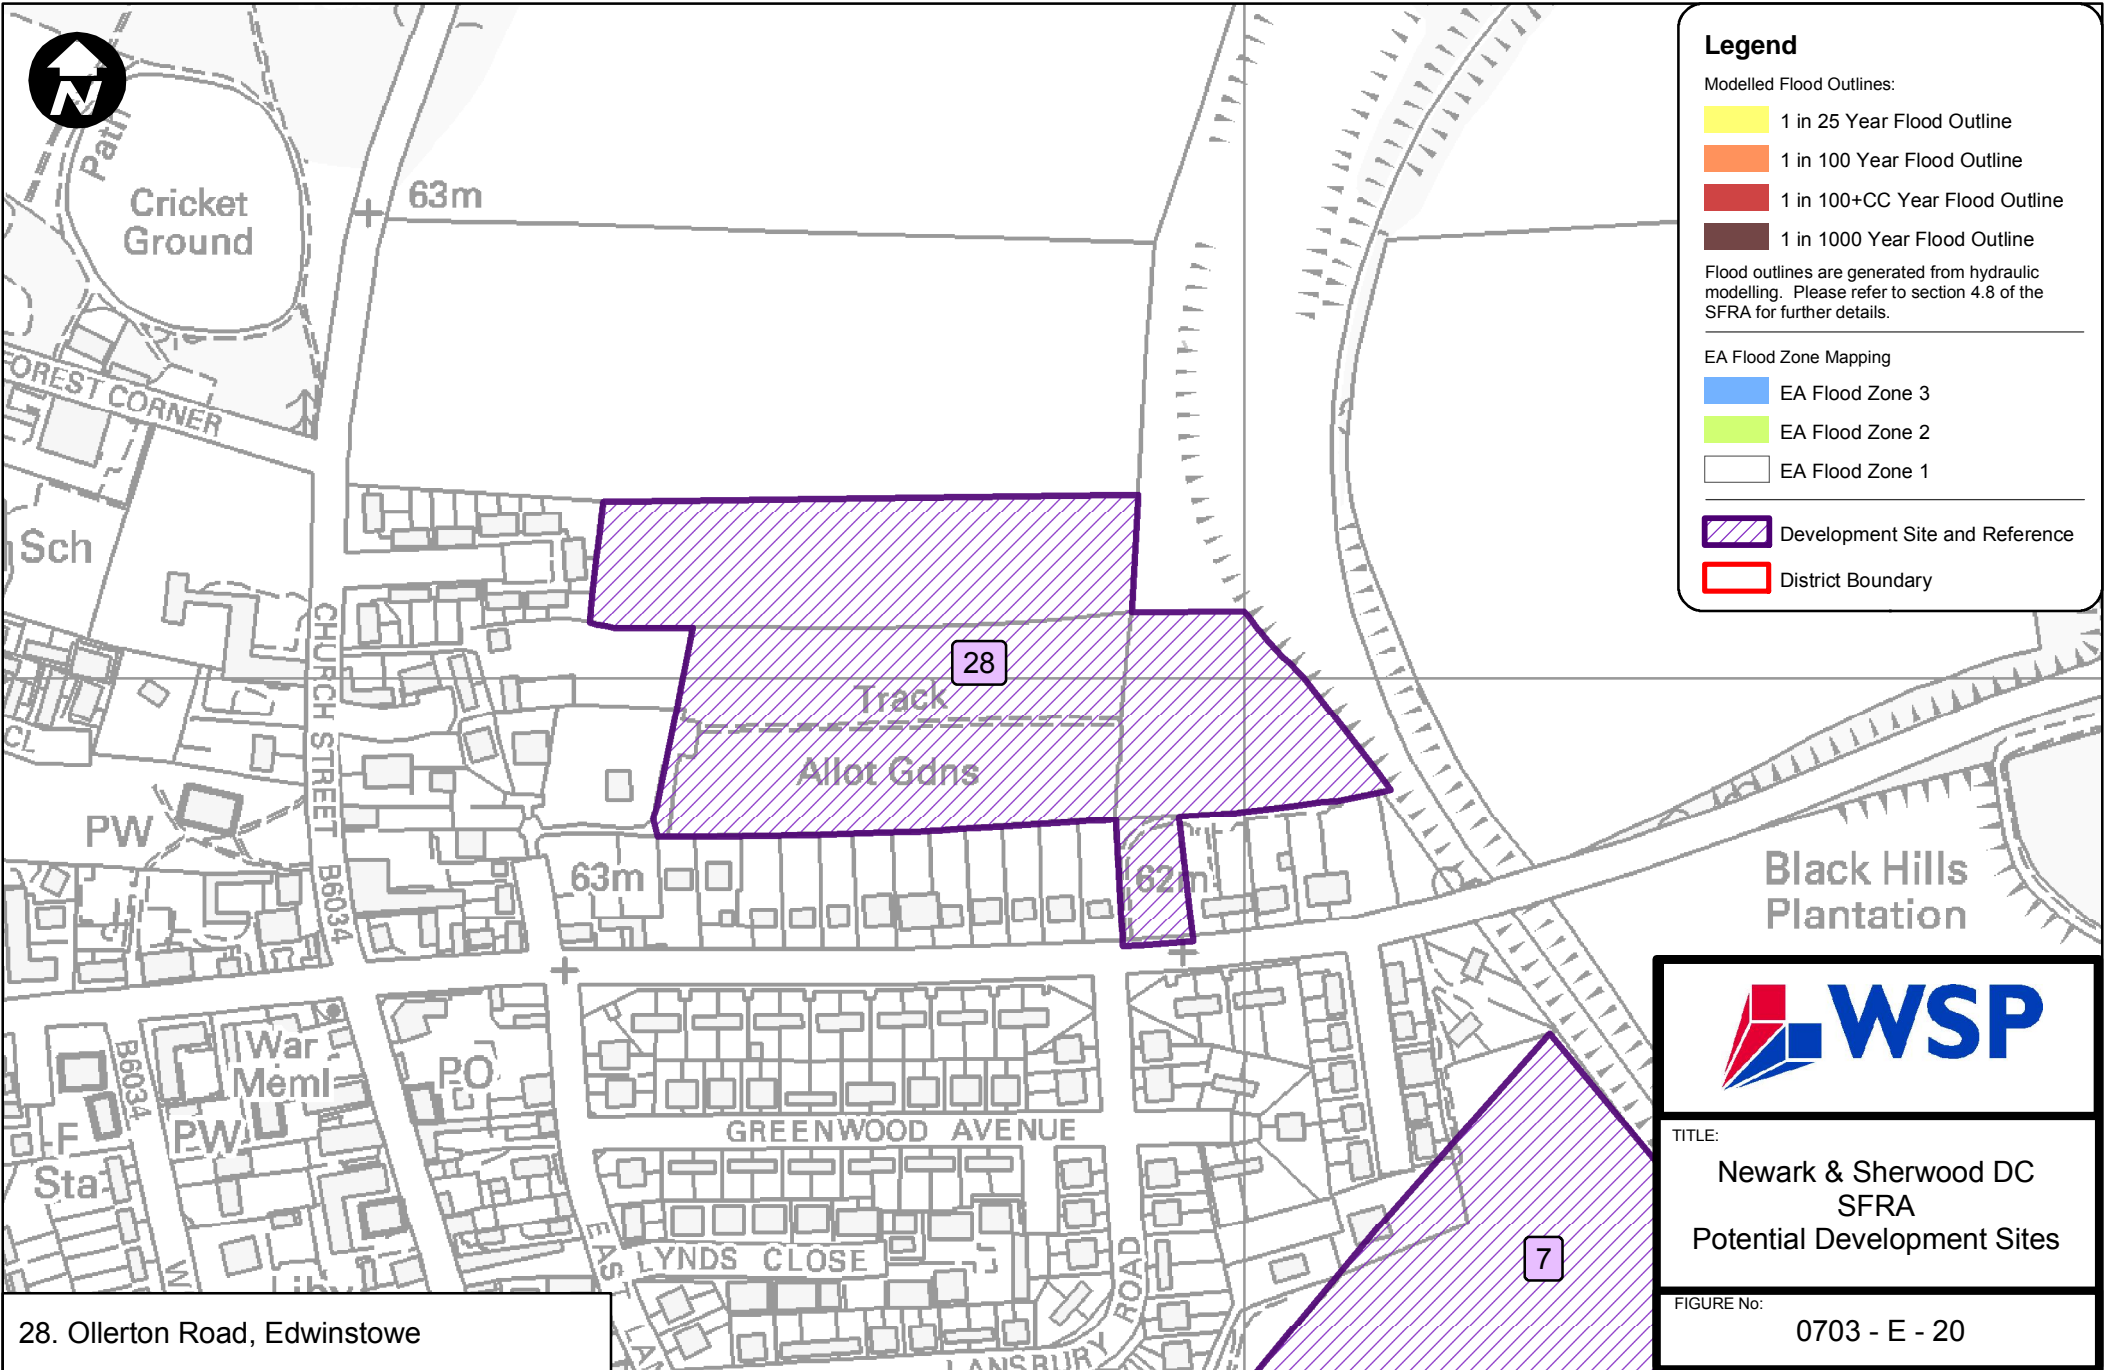 N
Path
Cricket
Ground
63m
FOREST CORNER
Sch
CHURCH STREET
CL
PW
B6034
28
Track
Allot Gdns
63m
62m
Black Hills
Plantation
War
Meml
PO
B6034
PW
F
Sta
GREENWOOD AVENUE
LYNDS CLOSE
EAST
LANSBURY ROAD
7
28. Ollerton Road, Edwinstowe
Legend
Modelled Flood Outlines:
1 in 25 Year Flood Outline
1 in 100 Year Flood Outline
1 in 100+CC Year Flood Outline
1 in 1000 Year Flood Outline
Flood outlines are generated from hydraulic
modelling. Please refer to section 4.8 of the
SFRA for further details.
EA Flood Zone Mapping
EA Flood Zone 3
EA Flood Zone 2
EA Flood Zone 1
Development Site and Reference
District Boundary
WSP
TITLE:
Newark & Sherwood DC
SFRA
Potential Development Sites
FIGURE No:
0703 - E - 20